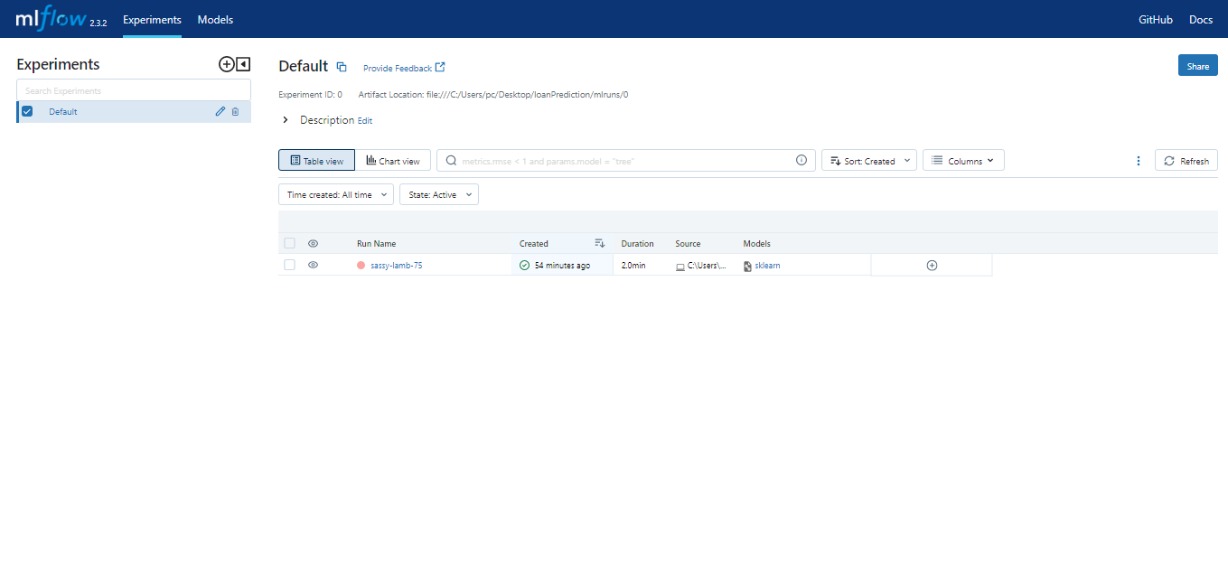 mlflow 2.3.2 Experiments Models GitHub Docs
Experiments
Search Experiments
Default
Default Provide Feedback Share
Experiment ID: 0 Artifact Location: file:///C:/Users/pc/Desktop/loanPrediction/mlruns/0
Description Edit
Table view Chart view metrics.rmse < 1 and params.model = "tree" Sort: Created Columns Refresh
Time created: All time State: Active
Run Name Created Duration Source Models
sassy-lamb-75 54 minutes ago 2.0min C:\Users\... sklearn